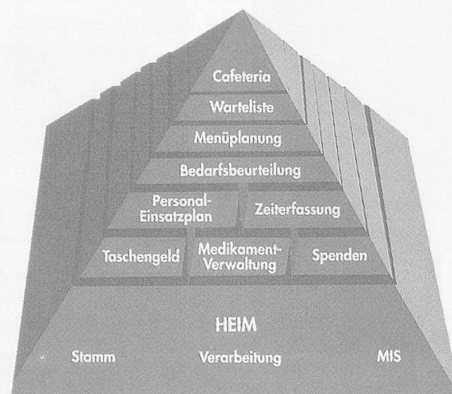 Cafeteria
Warteliste
Menüplanung
Bedarfsbeurteilung
Personal-
Einsatzplan
Zeiterfassung
Taschengeld
Medikament-
Verwaltung
Spenden
HEIM
Stamm Verarbeitung MIS